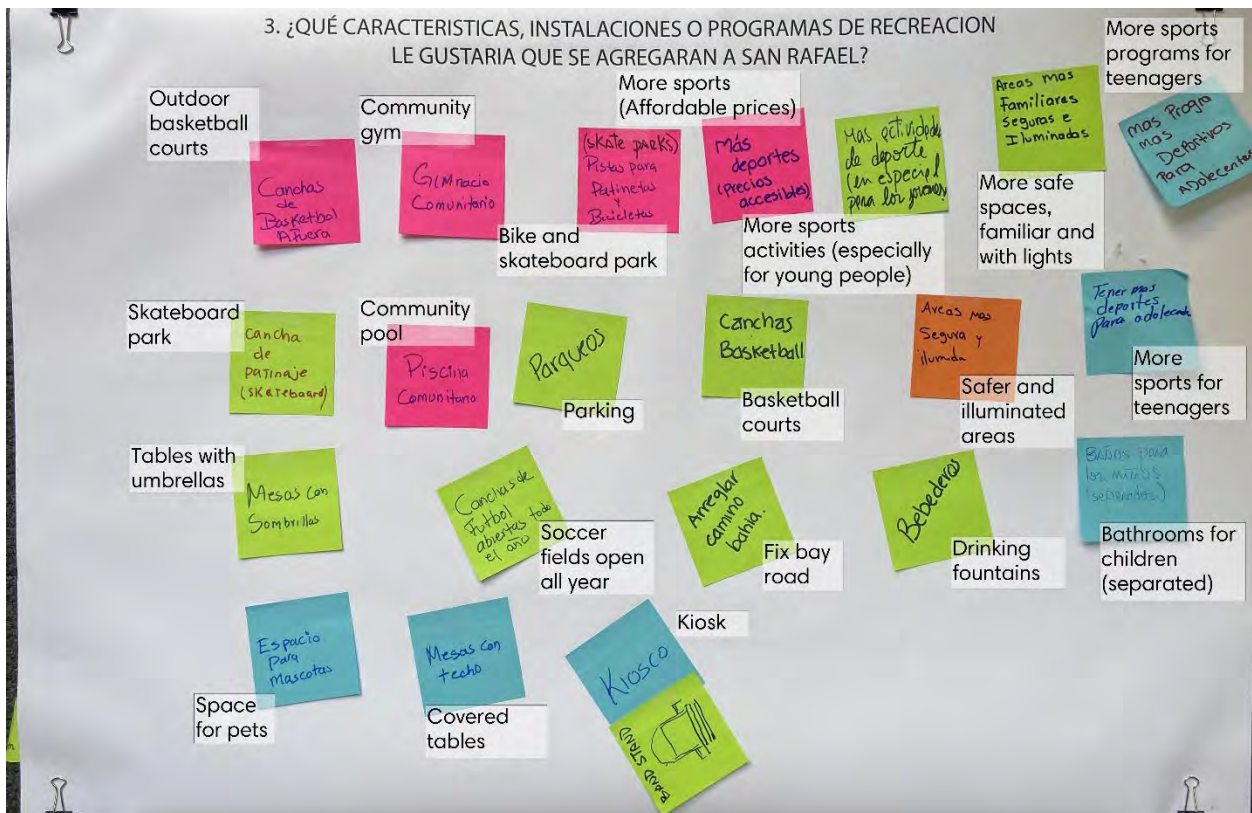 3. ¿QUÉ CARACTERISTICAS, INSTALACIONES O PROGRAMAS DE RECREACION
LE GUSTARIA QUE SE AGREGARAN A SAN RAFAEL?
Outdoor
basketball
courts
Canchas
de
Basketbol
Afuera
Community
gym
GIMnacio
Comunitario
Bike and
skateboard park
(SKATE PARKS)
Pistas para
Patinetas
y
Bicicletas
More sports
(Affordable prices)
Más
deportes
(precios
accesibles)
More sports
activities (especially
for young people)
Mas actividades
de deporte
(en especial
para los jovenes)
Areas mas
Familiares
Seguras e
Iluminadas
More safe
spaces,
familiar and
with lights
More sports
programs for
teenagers
Mas Progra
mas
Deportivos
Para
ADolecentes
Skateboard
park
Cancha
de
patinaje
(skateboard)
Community
pool
Piscina
Comunitario
Parqueos
Parking
Canchas
Basketball
Basketball
courts
Areas mas
Segura y
ilumida
Safer and
illuminated
areas
Tener mas
deportes
para adolecente
More
sports for
teenagers
Tables with
umbrellas
Mesas con
Sombrillas
Canchas de
Futbol
abiertas todo
el año
Soccer
fields open
all year
Arreglar
camino
bahia.
Fix bay
road
Bebederos
Drinking
fountains
BAÑOS para
los niños
(separados)
Bathrooms for
children
(separated)
Espacio
para
mascotas
Space
for pets
Mesas con
techo
Covered
tables
Kiosk
Kiosco
BAND STAND